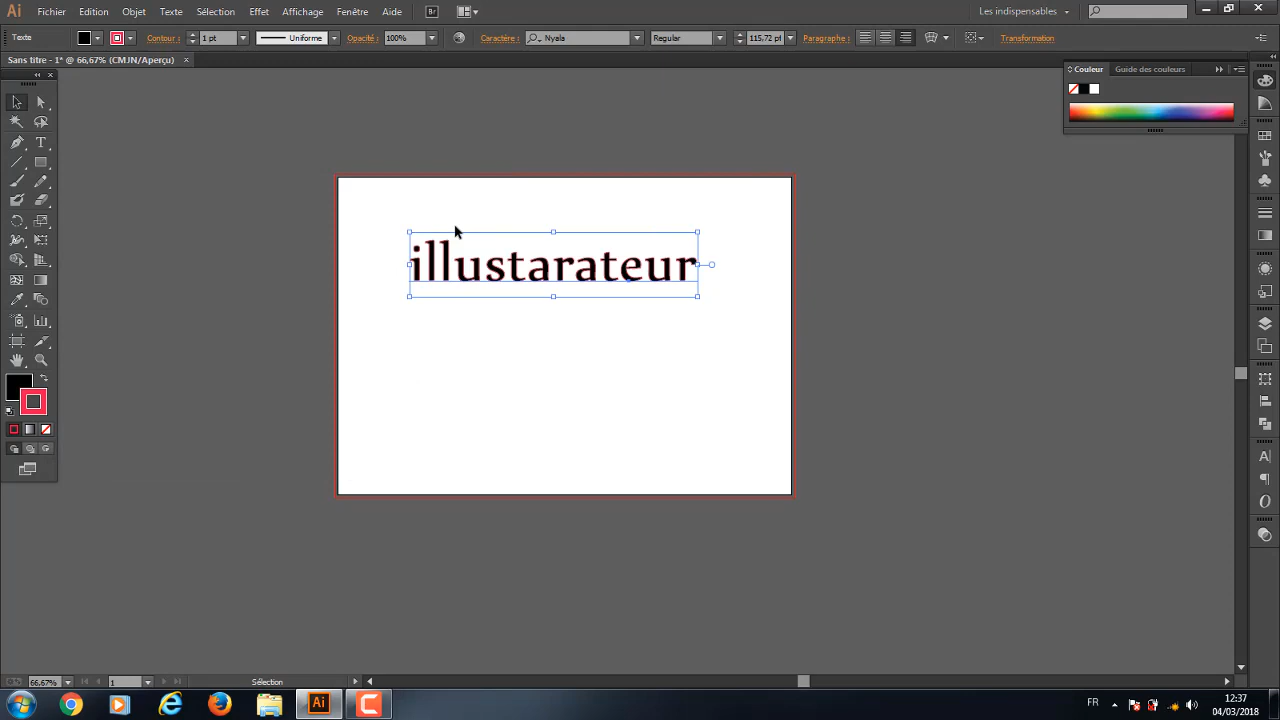 Ai Fichier Edition Objet Texte Sélection Effet Affichage Fenêtre Aide Br Les indispensables
Texte Contour : 1 pt Uniforme Opacité : 100% Caractère : Nyala Regular 115,72 pt Paragraphe : Transformation
Sans titre - 1* @ 66,67% (CMJN/Aperçu) ×
Couleur Guide des couleurs
illustarateur
66,67% 1 Sélection
Ai FR 12:37
04/03/2018